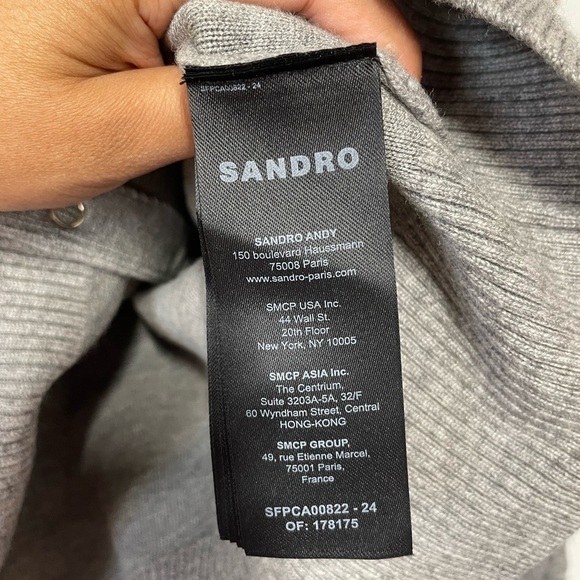 SFPCA00822 - 24
SANDRO
SANDRO ANDY
150 boulevard Haussmann
75008 Paris
www.sandro-paris.com
SMCP USA Inc.
44 Wall St.
20th Floor
New York, NY 10005
SMCP ASIA Inc.
The Centrium,
Suite 3203A-5A, 32/F
60 Wyndham Street, Central
HONG-KONG
SMCP GROUP,
49, rue Etienne Marcel,
75001 Paris,
France
SFPCA00822 - 24
OF: 178175